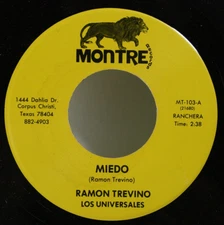 MONTRE
1444 Dahlia Dr.
Corpus Christi,
Texas 78404
882-4903
MT-103-A
RANCHERA
Time: 2:38
MIEDO
(Ramon Trevino)
RAMON TREVINO
LOS UNIVERSALES